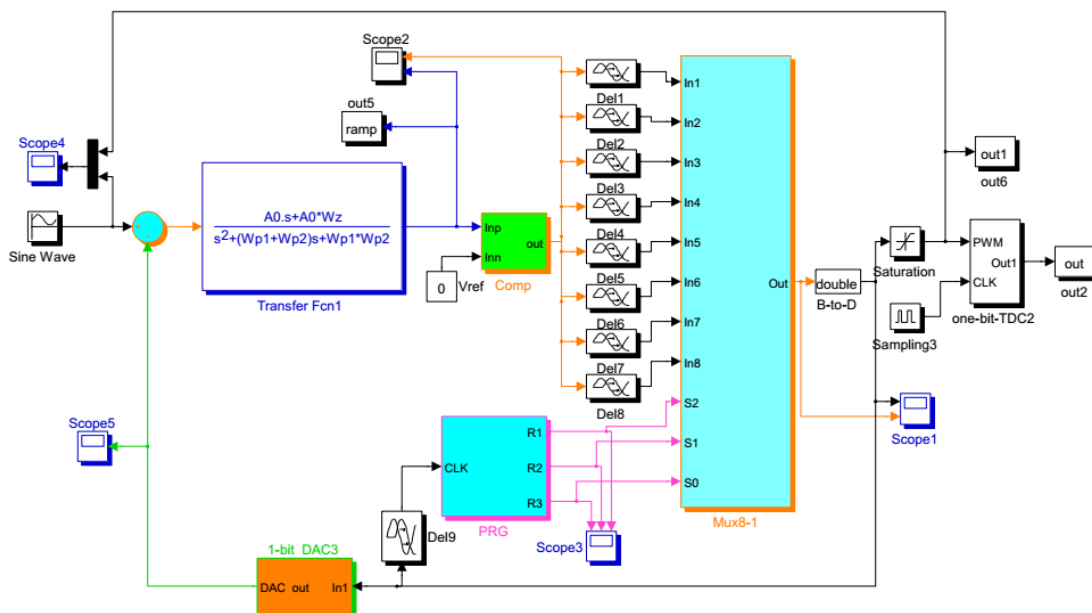 Scope2
out5
ramp
Scope4
Sine Wave
A0.s+A0*Wz
s²+(Wp1+Wp2)s+Wp1*Wp2
Transfer Fcn1
Inp
out
Inn
Comp
0
Vref
Del1
Del2
Del3
Del4
Del5
Del6
Del7
Del8
In1
In2
In3
In4
In5
In6
In7
In8
Out
S2
S1
S0
Mux8-1
double
B-to-D
Saturation
out1
out6
PWM
Out1
CLK
one-bit-TDC2
out
out2
Sampling3
Scope1
Scope5
CLK
R1
R2
R3
PRG
Del9
Scope3
1-bit DAC3
DAC out
In1